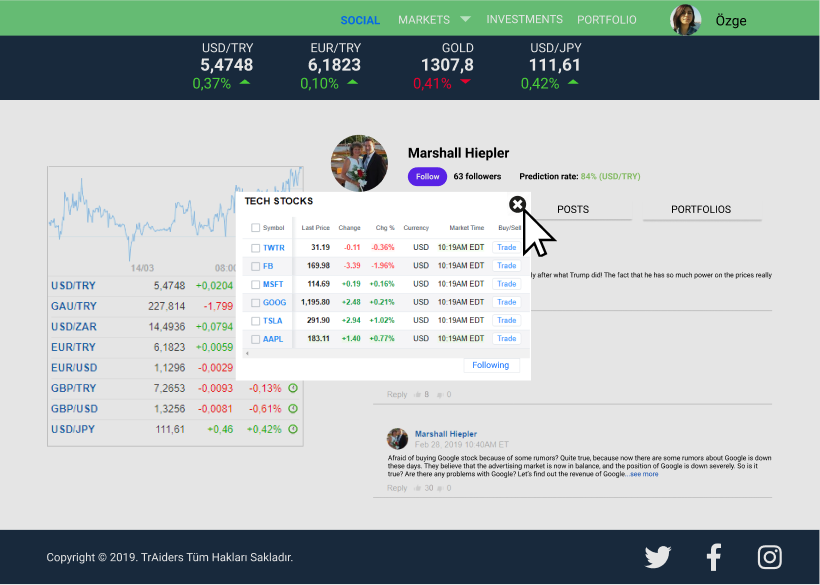 SOCIAL MARKETS INVESTMENTS PORTFOLIO Özge
USD/TRY EUR/TRY GOLD USD/JPY
5,4748 6,1823 1307,8 111,61
0,37% 0,10% 0,41% 0,42%
Marshall Hiepler
Follow 63 followers Prediction rate: 84% (USD/TRY)
POSTS PORTFOLIOS
14/03 08:00
USD/TRY 5,4748 +0,0204
GAU/TRY 227,814 -1,799
USD/ZAR 14,4936 +0,0794
EUR/TRY 6,1823 +0,0059
EUR/USD 1,1296 -0,0029
GBP/TRY 7,2653 -0,0093 -0,13%
GBP/USD 1,3256 -0,0081 -0,61%
USD/JPY 111,61 +0,46 +0,42%
TECH STOCKS
Symbol Last Price Change Chg % Currency Market Time Buy/Sell
TWTR 31.19 -0.11 -0.36% USD 10:19AM EDT Trade
FB 169.98 -3.39 -1.96% USD 10:19AM EDT Trade
MSFT 114.69 +0.19 +0.16% USD 10:19AM EDT Trade
GOOG 1,195.80 +2.48 +0.21% USD 10:19AM EDT Trade
TSLA 291.90 +2.94 +1.02% USD 10:19AM EDT Trade
AAPL 183.11 +1.40 +0.77% USD 10:19AM EDT Trade
Following
after what Trump did! The fact that he has so much power on the prices really
Reply 8 0
Marshall Hiepler
Feb 28, 2019 10:40AM ET
Afraid of buying Google stock because of some rumors? Quite true, because now there are some rumors about Google is down
these days. They believe that the advertising market is now in balance, and the position of Google is down severely. So is it
true? Are there any problems with Google? Let's find out the revenue of Google...see more
Reply 30 0
Copyright © 2019. TrAiders Tüm Hakları Saklıdır.